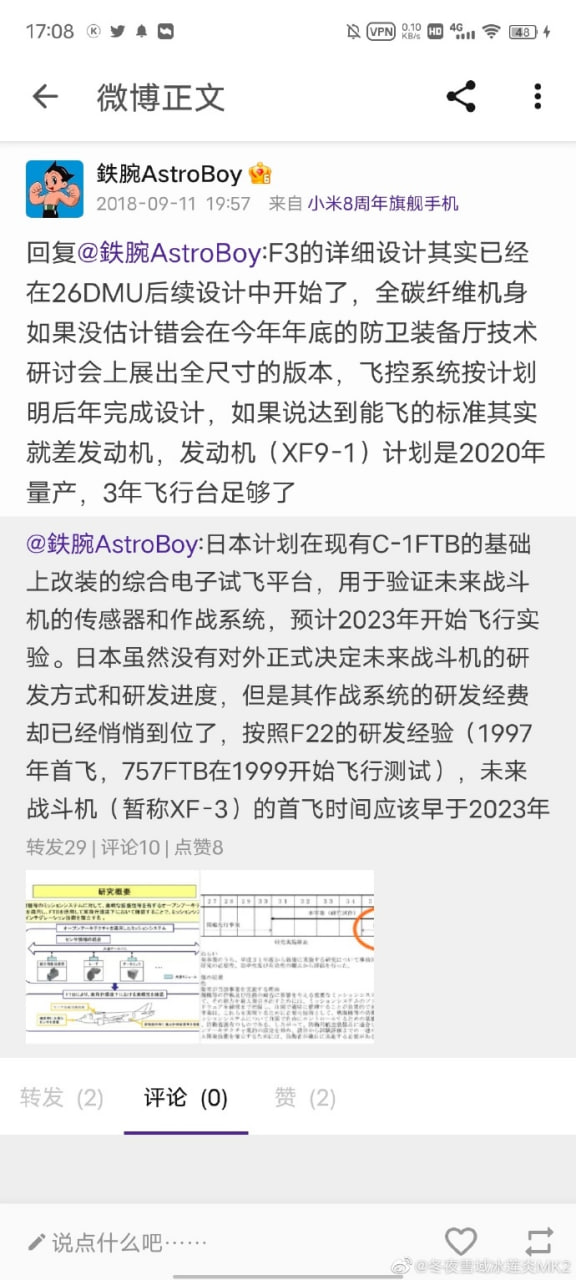 17:08
VPN
0.10
KB/s
HD
4G
48
微博正文
鉄腕AstroBoy
2018-09-11 19:57 来自 小米8周年旗舰手机
回复@鉄腕AstroBoy:F3的详细设计其实已经
在26DMU后续设计中开始了，全碳纤维机身
如果没估计错会在今年年底的防卫装备厅技术
研讨会上展出全尺寸的版本，飞控系统按计划
明后年完成设计，如果说达到能飞的标准其实
就差发动机，发动机（XF9-1）计划是2020年
量产，3年飞行台足够了
@鉄腕AstroBoy:日本计划在现有C-1FTB的基础
上改装的综合电子试飞平台，用于验证未来战斗
机的传感器和作战系统，预计2023年开始飞行实
验。日本虽然没有对外正式决定未来战斗机的研
发方式和研发进度，但是其作战系统的研发经费
却已经悄悄到位了，按照F22的研发经验（1997
年首飞，757FTB在1999开始飞行测试），未来
战斗机（暂称XF-3）的首飞时间应该早于2023年
转发29 | 评论10 | 点赞8
研究概要
27 28 29 30 31 32 33 34
转发 (2) 评论 (0) 赞 (2)
说点什么吧……
@冬夜雪域冰莲炎MK2